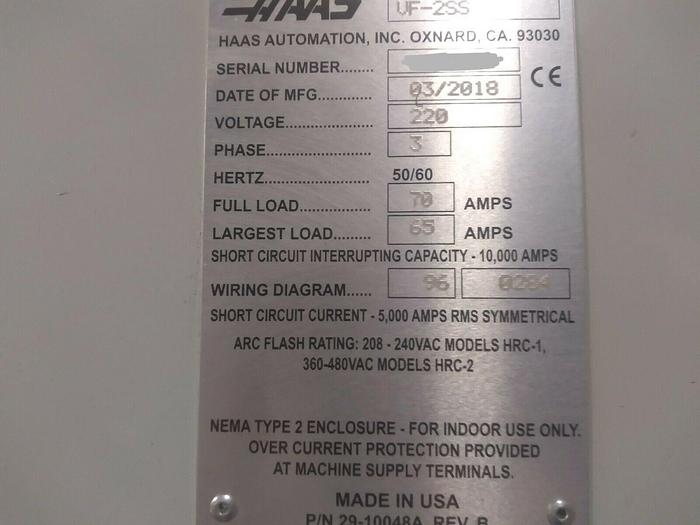 HAAS VF-2SS
HAAS AUTOMATION, INC. OXNARD, CA. 93030
SERIAL NUMBER........
CE
DATE OF MFG........... 03/2018
VOLTAGE.................. 220
PHASE...................... 3
HERTZ...................... 50/60
FULL LOAD............... 70 AMPS
LARGEST LOAD........ 65 AMPS
SHORT CIRCUIT INTERRUPTING CAPACITY - 10,000 AMPS
WIRING DIAGRAM...... 96 0284
SHORT CIRCUIT CURRENT - 5,000 AMPS RMS SYMMETRICAL
ARC FLASH RATING: 208 - 240VAC MODELS HRC-1,
360-480VAC MODELS HRC-2
NEMA TYPE 2 ENCLOSURE - FOR INDOOR USE ONLY.
OVER CURRENT PROTECTION PROVIDED
AT MACHINE SUPPLY TERMINALS.
MADE IN USA
P/N 29-10048A REV B